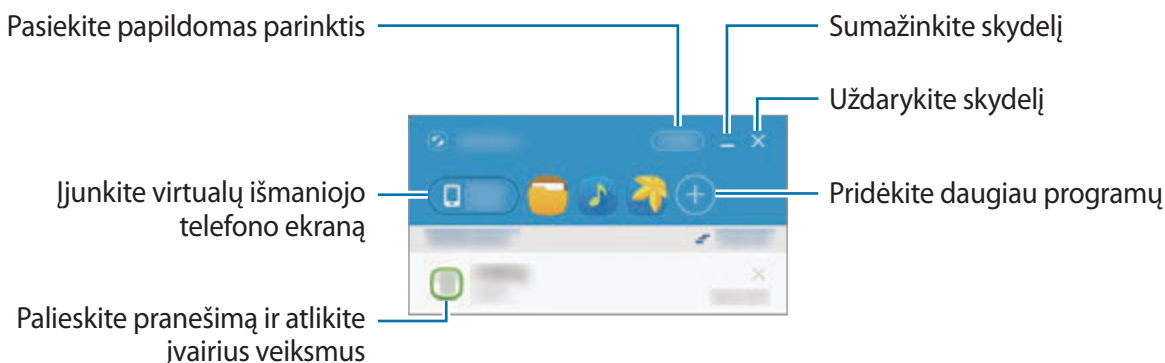 Pasiekite papildomas parinktis
Sumažinkite skydelį
Uždarykite skydelį
Įjunkite virtualų išmaniojo
telefono ekraną
Pridėkite daugiau programų
Palieskite pranešimą ir atlikite
įvairius veiksmus